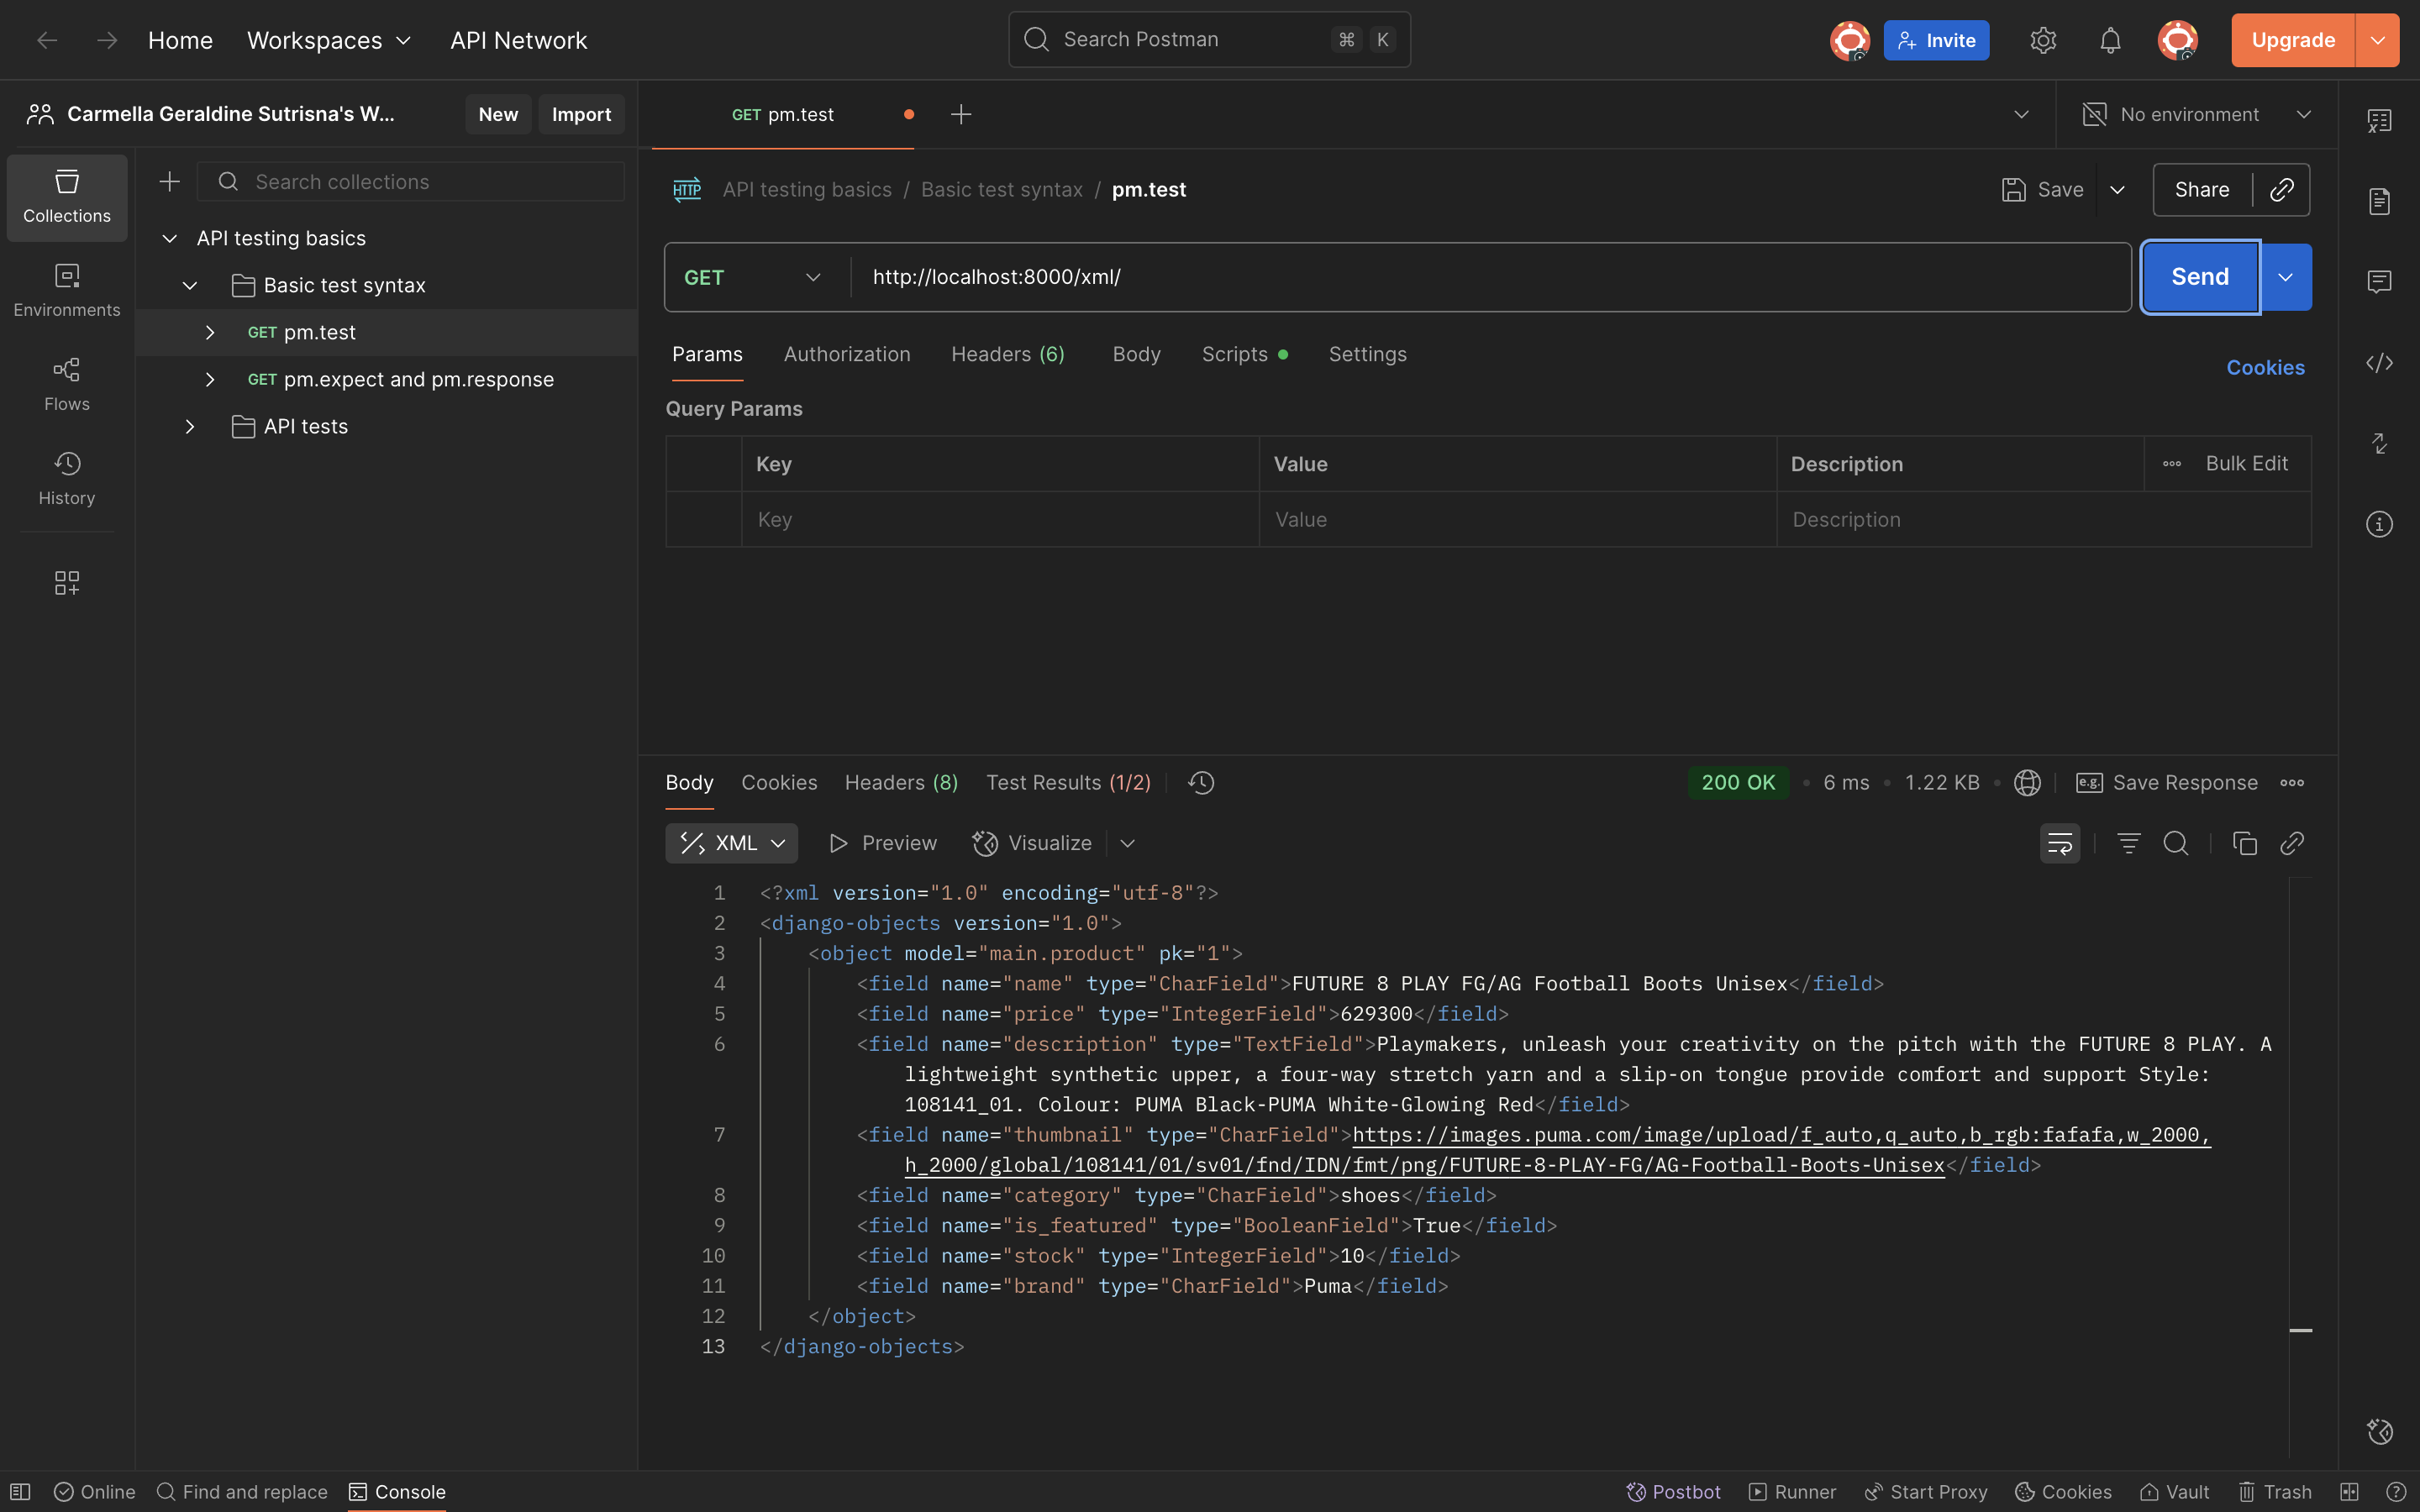 Home Workspaces API Network Search Postman ⌘ K Invite Upgrade
Carmella Geraldine Sutrisna's W... New Import
GET pm.test No environment
Collections
Environments
Flows
History
Search collections
API testing basics
Basic test syntax
GET pm.test
GET pm.expect and pm.response
API tests
HTTP API testing basics / Basic test syntax / pm.test Save Share
GET http://localhost:8000/xml/ Send
Params Authorization Headers (6) Body Scripts Settings Cookies
Query Params
Key Value Description Bulk Edit
Key Value Description
Body Cookies Headers (8) Test Results (1/2) 200 OK 6 ms 1.22 KB e.g. Save Response
XML Preview Visualize
1 <?xml version="1.0" encoding="utf-8"?>
2 <django-objects version="1.0">
3 <object model="main.product" pk="1">
4 <field name="name" type="CharField">FUTURE 8 PLAY FG/AG Football Boots Unisex</field>
5 <field name="price" type="IntegerField">629300</field>
6 <field name="description" type="TextField">Playmakers, unleash your creativity on the pitch with the FUTURE 8 PLAY. A
lightweight synthetic upper, a four-way stretch yarn and a slip-on tongue provide comfort and support Style:
108141_01. Colour: PUMA Black-PUMA White-Glowing Red</field>
7 <field name="thumbnail" type="CharField">https://images.puma.com/image/upload/f_auto,q_auto,b_rgb:fafafa,w_2000,
h_2000/global/108141/01/sv01/fnd/IDN/fmt/png/FUTURE-8-PLAY-FG/AG-Football-Boots-Unisex</field>
8 <field name="category" type="CharField">shoes</field>
9 <field name="is_featured" type="BooleanField">True</field>
10 <field name="stock" type="IntegerField">10</field>
11 <field name="brand" type="CharField">Puma</field>
12 </object>
13 </django-objects>
Online Find and replace Console Postbot Runner Start Proxy Cookies Vault Trash